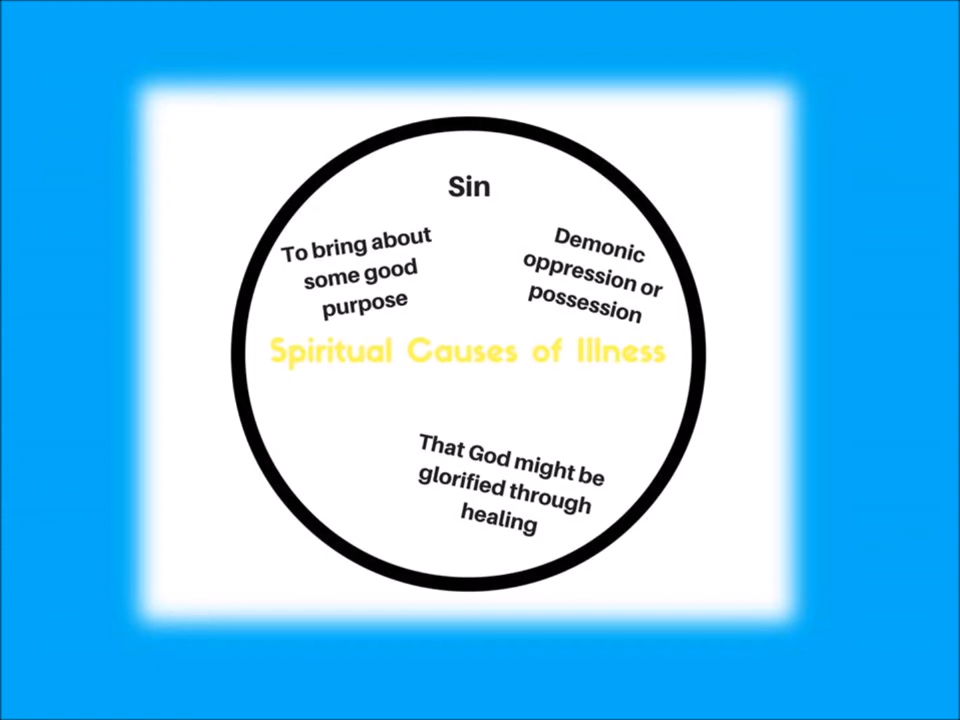 Sin
To bring about
some good
purpose
Demonic
oppression or
possession
Spiritual Causes of Illness
That God might be
glorified through
healing